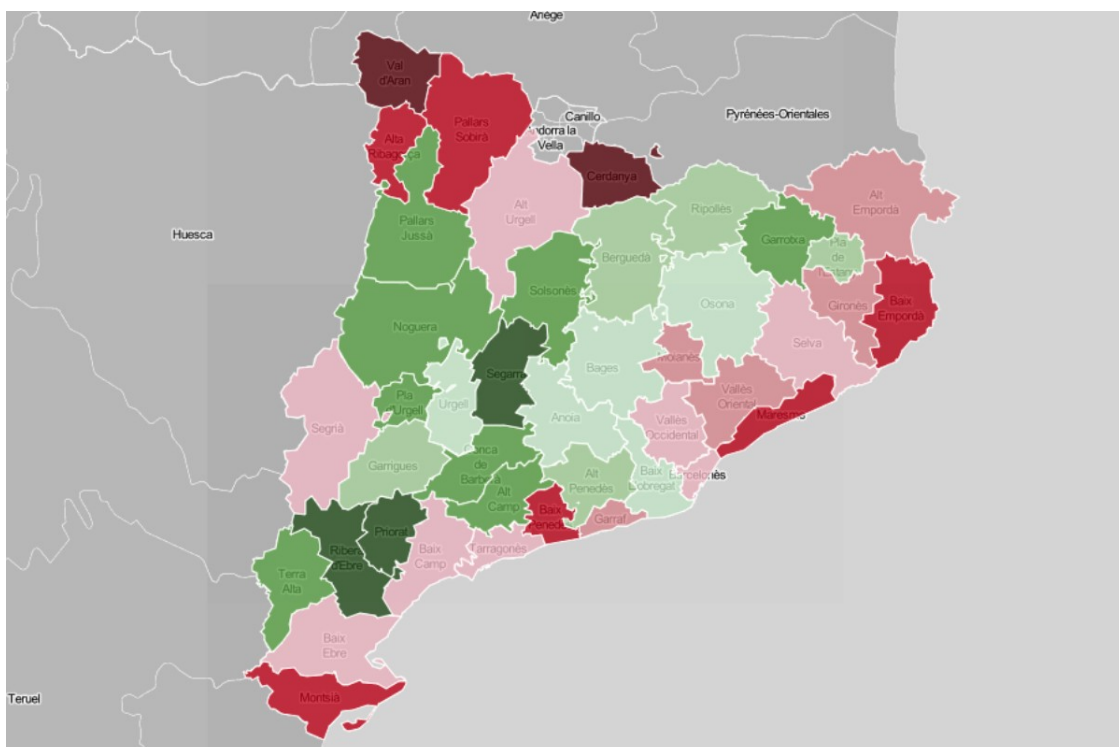 Ariège
Val
d'Aran
Canillo
Andorra la
Vella
Pyrénées-Orientales
Pallars
Sobirà
Alta
Ribagorça
Cerdanya
Alt
Urgell
Ripollès
Alt
Empordà
Huesca
Pallars
Jussà
Garrotxa
Pla
de
Berguedà
Solsonès
Osona
Gironès
Baix
Empordà
Noguera
Selva
Moianès
Segarra
Bages
Pla
d'Urgell
Urgell
Vallès
Oriental
Maresme
Segrià
Anoia
Vallès
Occidental
Garrigues
Conca
de
Barberà
Alt
Penedès
Baix
Llobregat
Barcelonès
Alt
Camp
Baix
Penedès
Garraf
Priorat
Ribera
d'Ebre
Baix
Camp
Tarragonès
Terra
Alta
Baix
Ebre
Montsià
Teruel